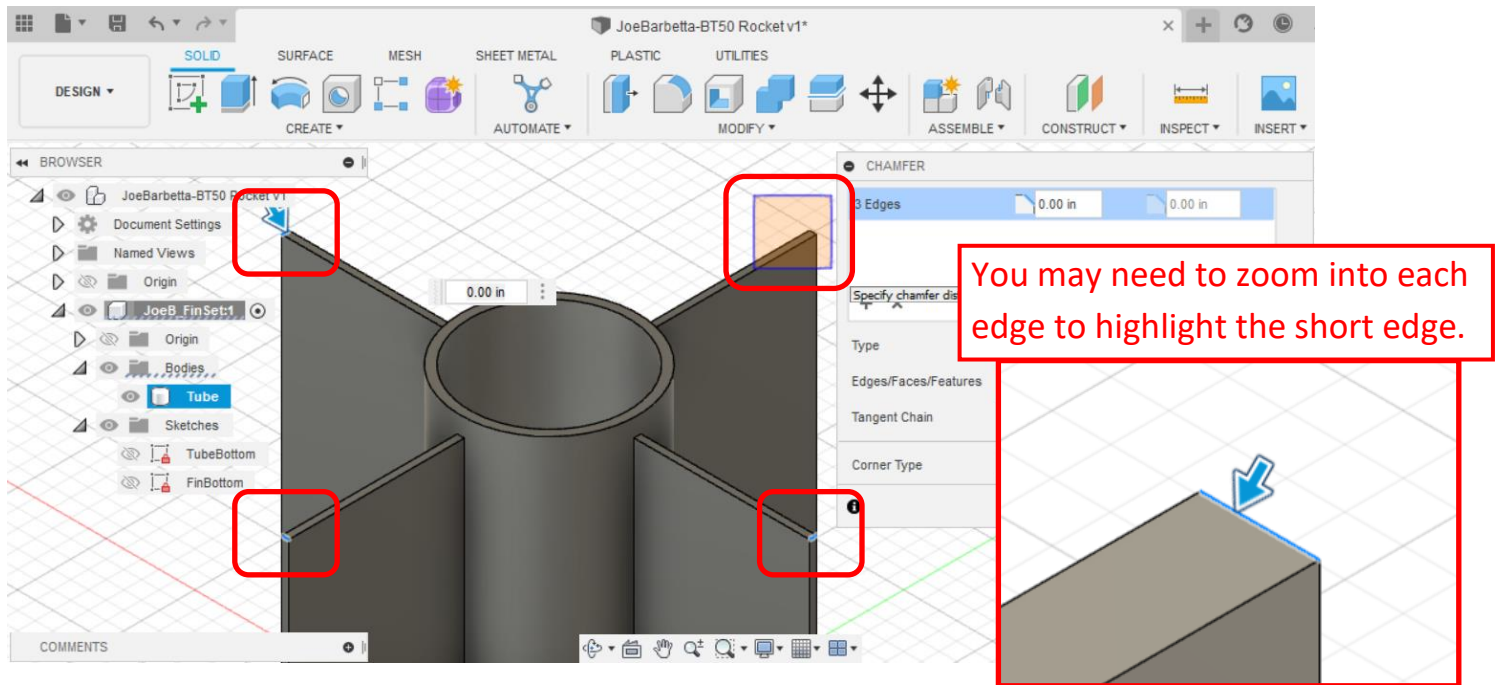 JoeBarbetta-BT50 Rocket v1*
SOLID SURFACE MESH SHEET METAL PLASTIC UTILITIES
DESIGN
CREATE AUTOMATE MODIFY ASSEMBLE CONSTRUCT INSPECT INSERT
BROWSER
JoeBarbetta-BT50 Rocket v1
Document Settings
Named Views
Origin
JoeB_FinSet:1
Origin
Bodies
Tube
Sketches
TubeBottom
FinBottom
COMMENTS
0.00 in
CHAMFER
3 Edges 0.00 in 0.00 in
Specify chamfer dis
Type
Edges/Faces/Features
Tangent Chain
Corner Type
You may need to zoom into each
edge to highlight the short edge.